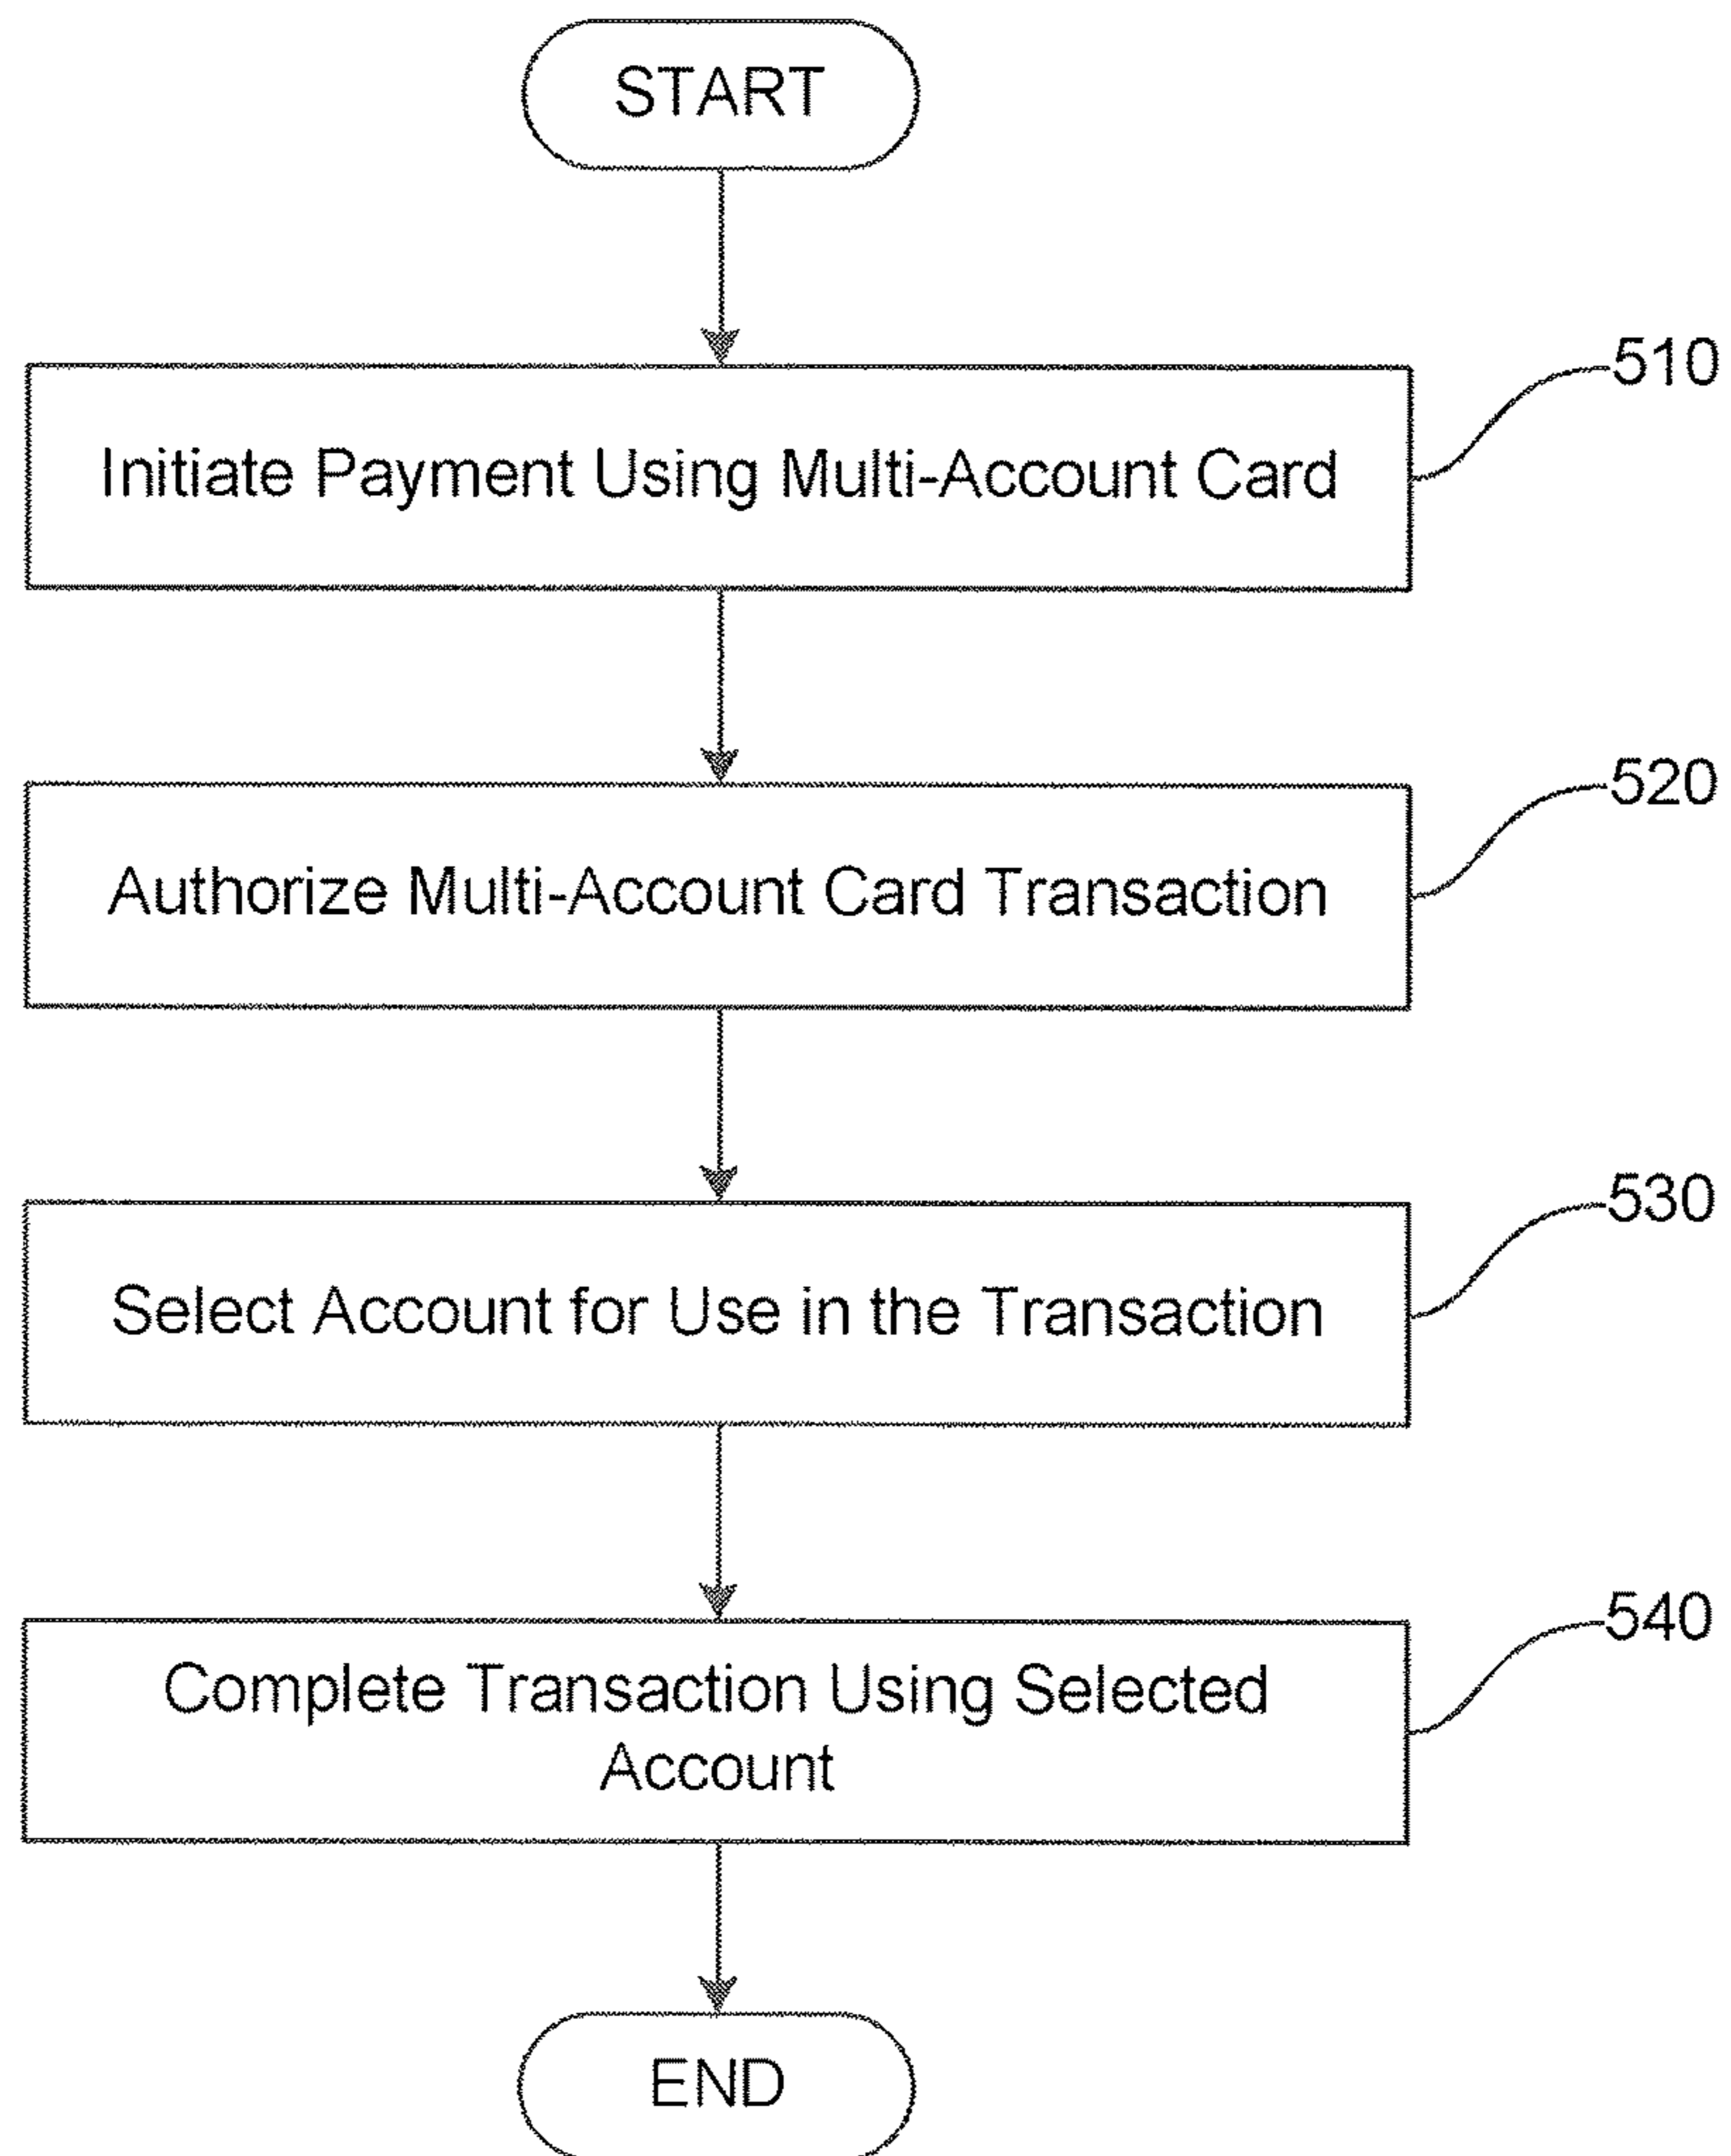 START
510
Initiate Payment Using Multi-Account Card
520
Authorize Multi-Account Card Transaction
530
Select Account for Use in the Transaction
540
Complete Transaction Using Selected
Account
END